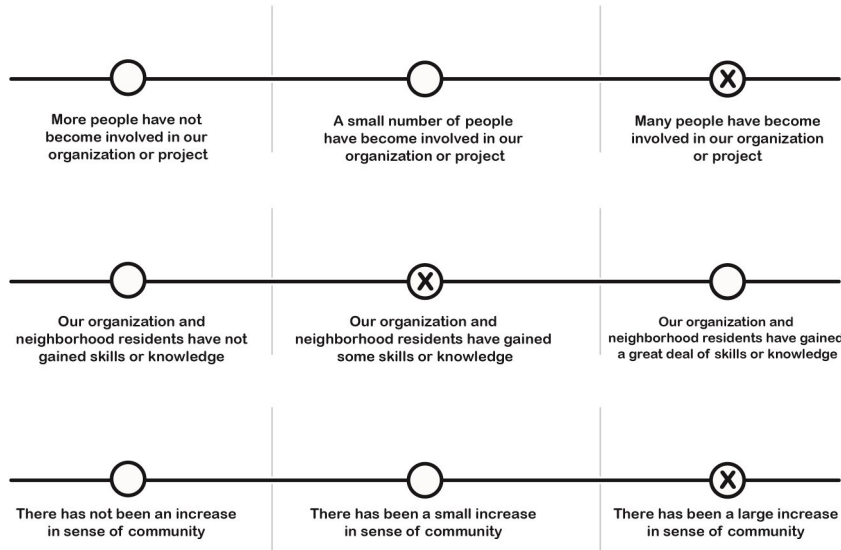 X
More people have not
become involved in our
organization or project
A small number of people
have become involved in our
organization or project
Many people have become
involved in our organization
or project
X
Our organization and
neighborhood residents have not
gained skills or knowledge
Our organization and
neighborhood residents have gained
some skills or knowledge
Our organization and
neighborhood residents have gained
a great deal of skills or knowledge
X
There has not been an increase
in sense of community
There has been a small increase
in sense of community
There has been a large increase
in sense of community